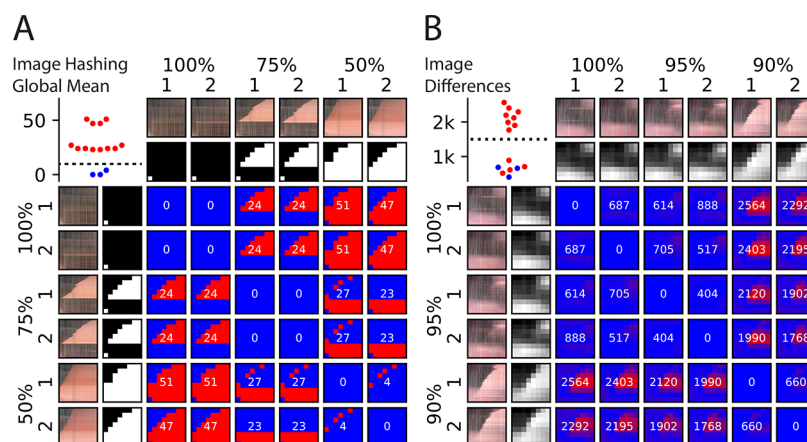 A
Image Hashing 100% 75% 50%
Global Mean 1 2 1 2 1 2
50
0
100% 1 0 0 24 24 51 47
2 0 0 24 24 51 47
75% 1 24 24 0 0 27 23
2 24 24 0 0 27 23
50% 1 51 51 27 27 0 4
2 47 47 23 23 4 0
B
Image 100% 95% 90%
Differences 1 2 1 2 1 2
2k
1k
100% 1 0 687 614 888 2564 2292
2 687 0 705 517 2403 2195
95% 1 614 705 0 404 2120 1902
2 888 517 404 0 1990 1768
90% 1 2564 2403 2120 1990 0 660
2 2292 2195 1902 1768 660 0